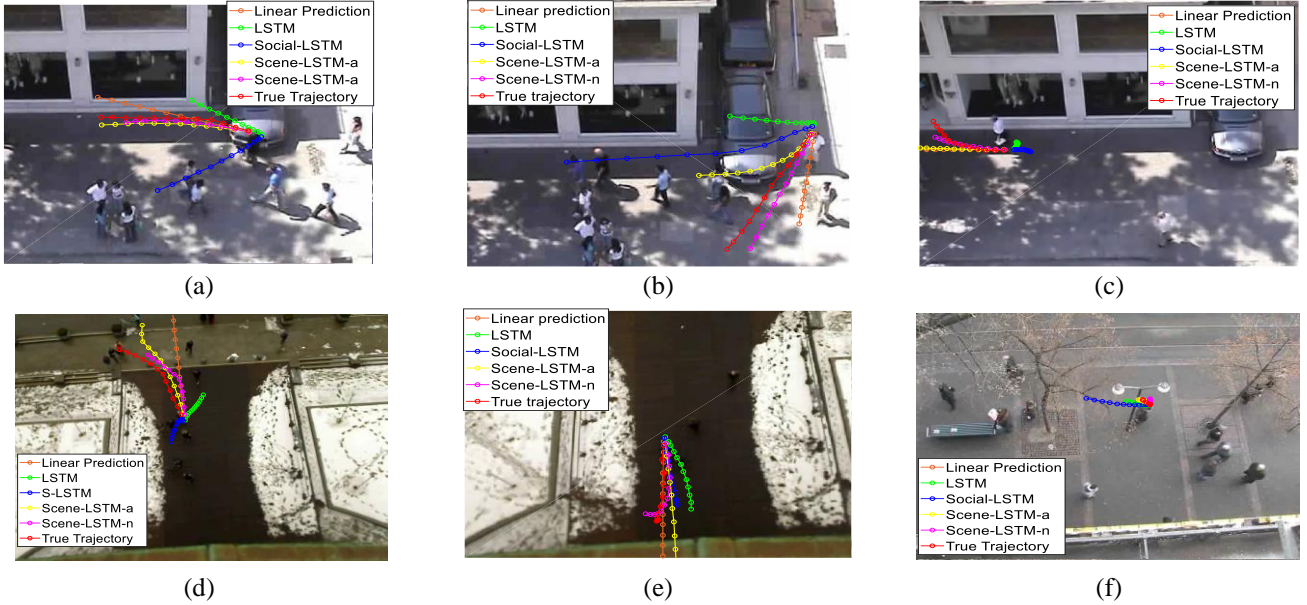 Linear Prediction
LSTM
Social-LSTM
Scene-LSTM-a
Scene-LSTM-a
True Trajectory
(a)
Linear prediction
LSTM
Social-LSTM
Scene-LSTM-a
Scene-LSTM-n
True trajectory
(b)
Linear Prediction
LSTM
Social-LSTM
Scene-LSTM-a
Scene-LSTM-n
True Trajectory
(c)
Linear Prediction
LSTM
S-LSTM
Scene-LSTM-a
Scene-LSTM-n
True Trajectory
(d)
Linear prediction
LSTM
Social-LSTM
Scene-LSTM-a
Scene-LSTM-n
True trajectory
(e)
Linear Prediction
LSTM
Social-LSTM
Scene-LSTM-a
Scene-LSTM-n
True Trajectory
(f)